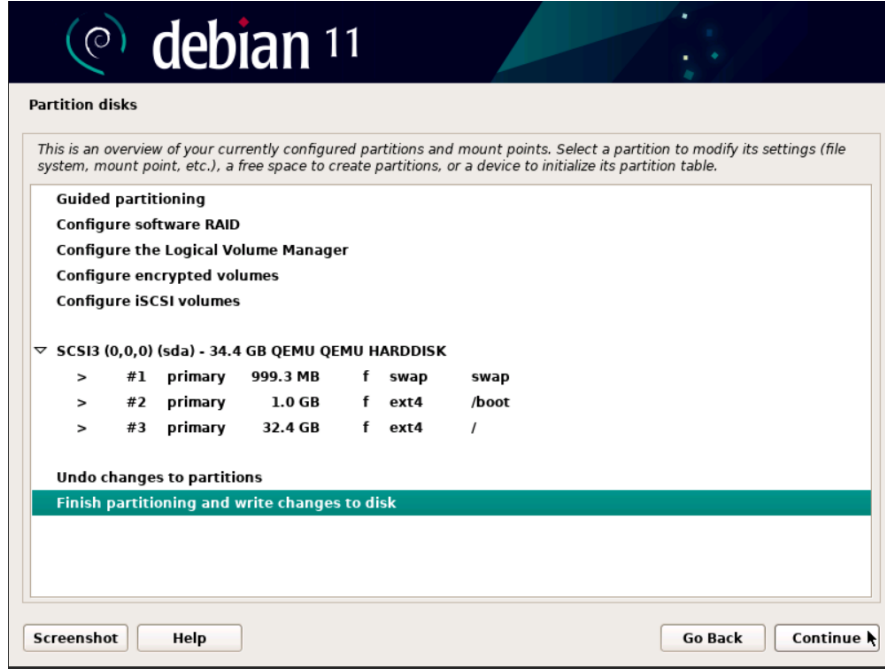 debian 11
Partition disks
This is an overview of your currently configured partitions and mount points. Select a partition to modify its settings (file
system, mount point, etc.), a free space to create partitions, or a device to initialize its partition table.
Guided partitioning
Configure software RAID
Configure the Logical Volume Manager
Configure encrypted volumes
Configure iSCSI volumes
SCSI3 (0,0,0) (sda) - 34.4 GB QEMU QEMU HARDDISK
> #1 primary 999.3 MB f swap swap
> #2 primary 1.0 GB f ext4 /boot
> #3 primary 32.4 GB f ext4 /
Undo changes to partitions
Finish partitioning and write changes to disk
Screenshot Help Go Back Continue